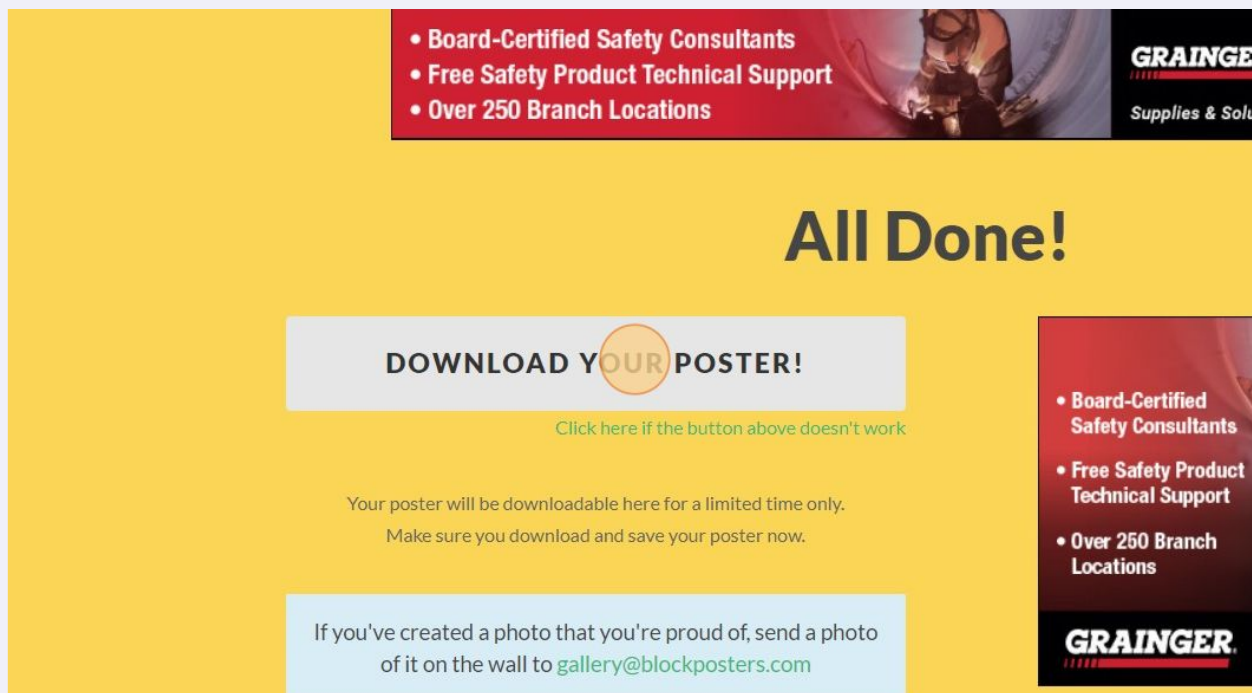 • Board-Certified Safety Consultants
• Free Safety Product Technical Support
• Over 250 Branch Locations
Supplies &
All Done!
DOWNLOAD YOUR POSTER!
Click here if the button above doesn't work
Your poster will be downloadable here for a limited time only.
Make sure you download and save your poster now.
If you've created a photo that you're proud of, send a photo
of it on the wall to gallery@blockposters.com
• Board-Certified
Safety Consultants
• Free Safety Product
Technical Support
• Over 250 Branch
Locations
GRAINGER.